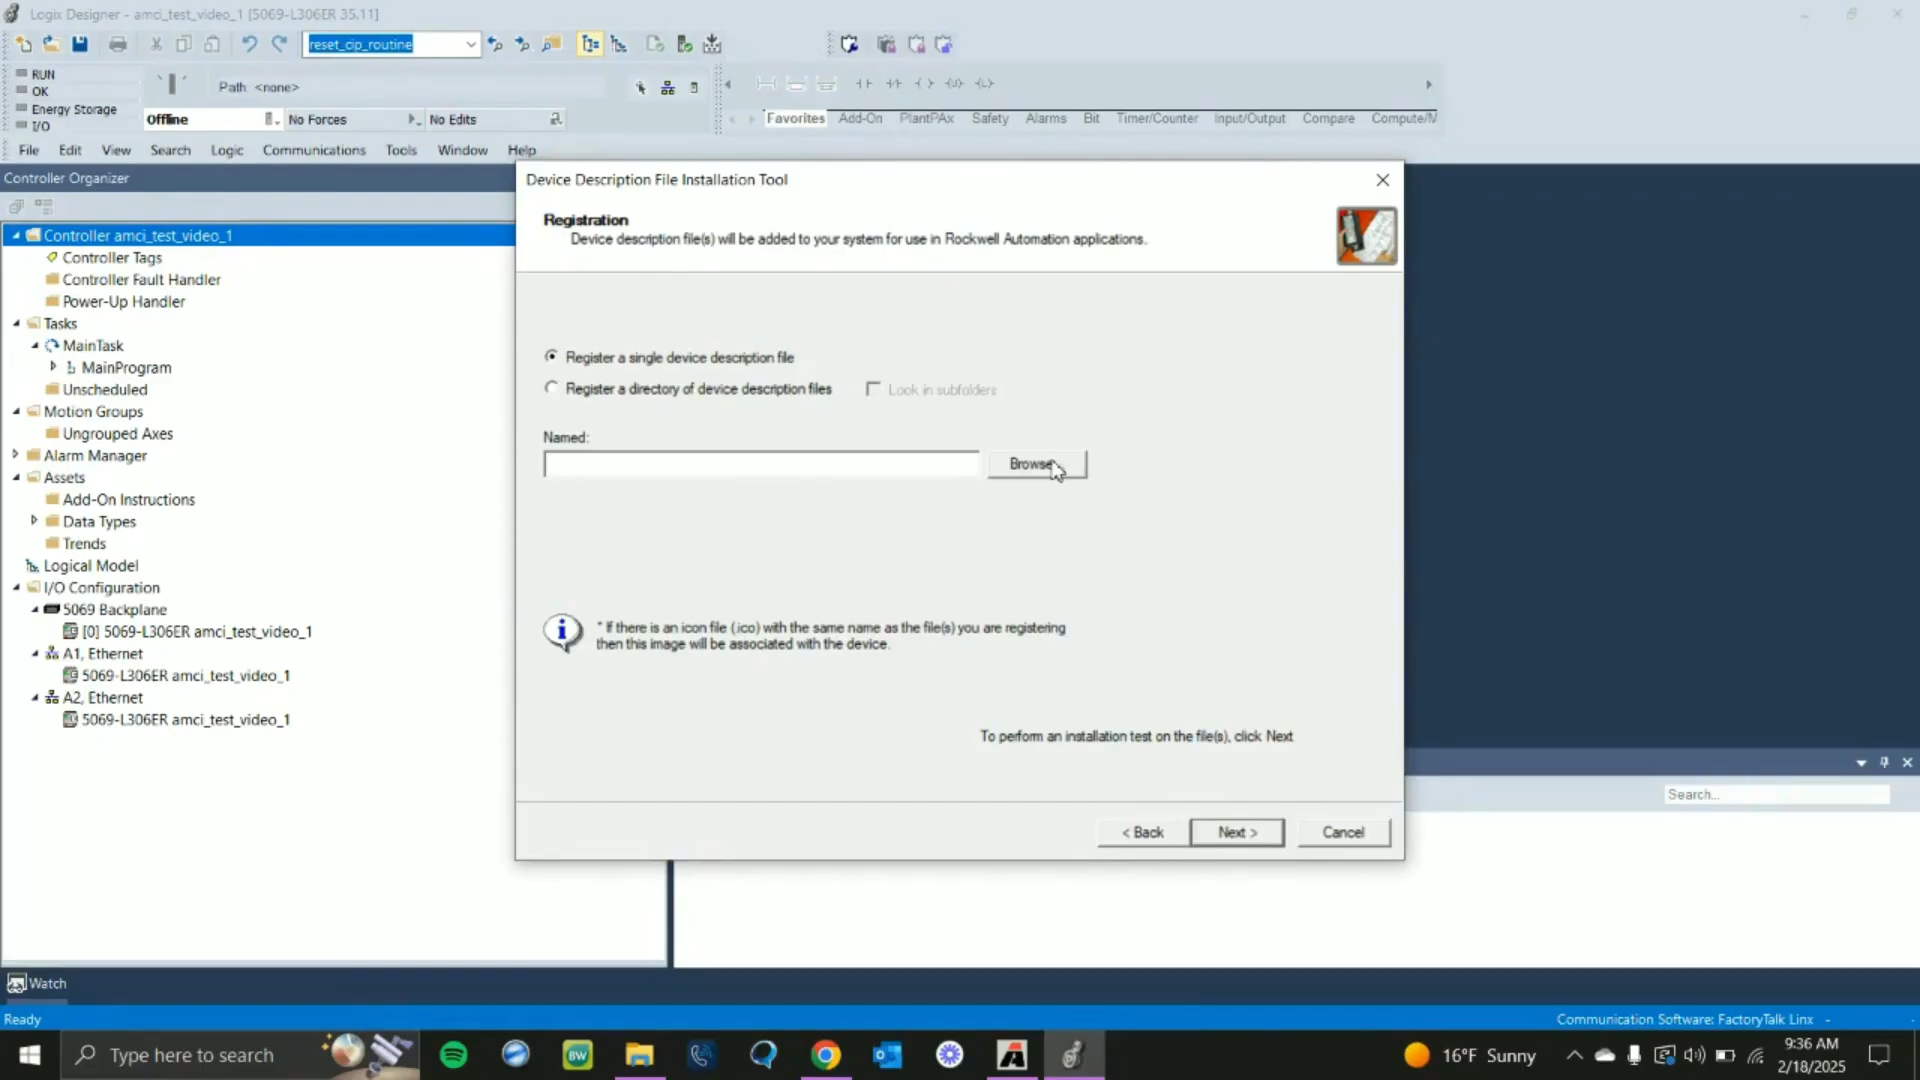 Logix Designer - amci_test_video_1 [5069-L306ER 35.11]
reset_cip_routine
RUN
OK
Energy Storage
I/O
Path: <none>
Offline
No Forces
No Edits
Favorites Add-On PlantPAx Safety Alarms Bit Timer/Counter Input/Output Compare Compute/M
File Edit View Search Logic Communications Tools Window Help
Controller Organizer
Controller amci_test_video_1
Controller Tags
Controller Fault Handler
Power-Up Handler
Tasks
MainTask
MainProgram
Unscheduled
Motion Groups
Ungrouped Axes
Alarm Manager
Assets
Add-On Instructions
Data Types
Trends
Logical Model
I/O Configuration
5069 Backplane
[0] 5069-L306ER amci_test_video_1
A1, Ethernet
5069-L306ER amci_test_video_1
A2, Ethernet
5069-L306ER amci_test_video_1
Device Description File Installation Tool
Registration
Device description file(s) will be added to your system for use in Rockwell Automation applications.
Register a single device description file
Register a directory of device description files
Look in subfolders
Named:
Browse
* If there is an icon file (.ico) with the same name as the file(s) you are registering
then this image will be associated with the device.
To perform an installation test on the file(s), click Next
< Back
Next >
Cancel
Search...
Watch
Ready
Communication Software: FactoryTalk Linx -
Type here to search
BW
16°F Sunny
9:36 AM
2/18/2025